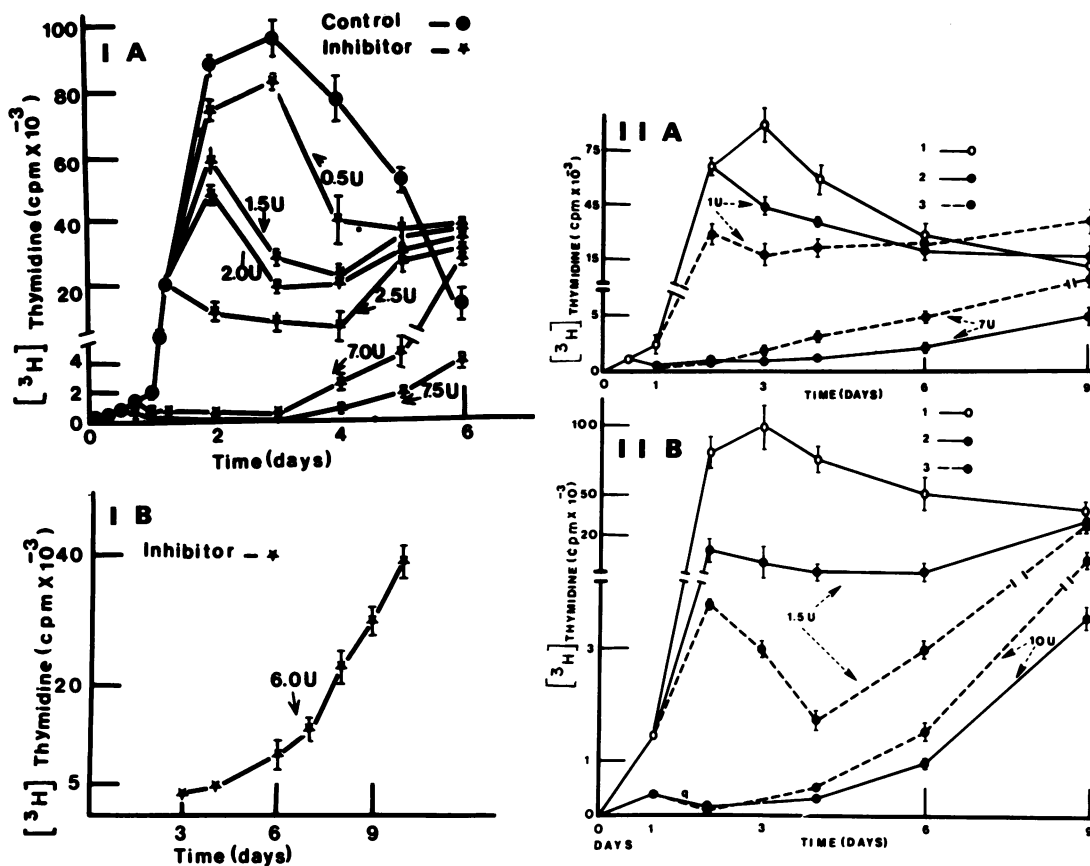 I A
Control
Inhibitor
[³H] Thymidine (cpm X 10⁻³)
100
80
60
40
20
4
2
0
0.5U
1.5U
2.0U
2.5U
7.0U
7.5U
0 2 4 6
Time (days)
I B
Inhibitor
[³H] Thymidine (cpm X 10⁻³)
40
20
5
6.0U
3 6 9
Time (days)
II A
1
2
3
[³H] THYMIDINE (cpm x 10⁻³)
75
45
15
5
0
1U
7U
0 1 3 6 9
TIME (DAYS)
II B
1
2
3
[³H] THYMIDINE (cpm x 10⁻³)
100
50
20
3
1
0
1.5U
10U
q
0 1 3 6 9
DAYS TIME (DAYS)